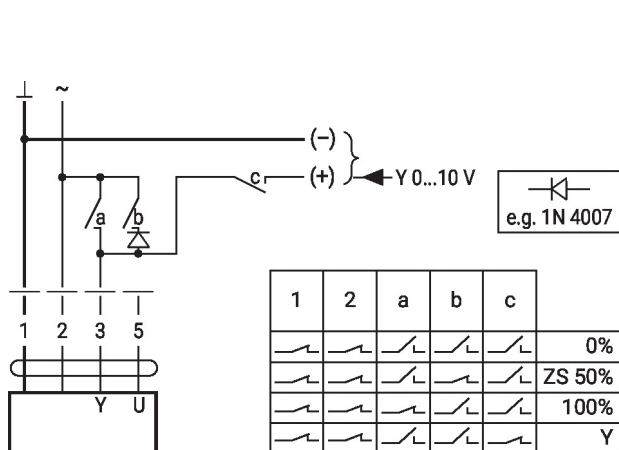 ⊥ ~
(–)
c (+) Y 0...10 V
a b
e.g. 1N 4007
1 2 3 5
Y U
1 2 a b c
0%
ZS 50%
100%
Y